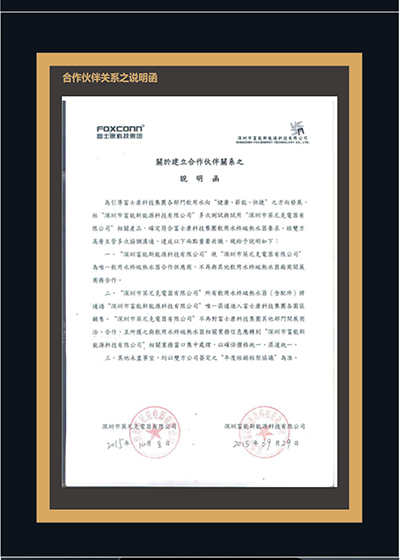 合作伙伴关系之说明函
FOXCONN®
富士康科技集团
深圳市富能新能源科技有限公司
SHENZHEN FOX-ENERGY TECHNOLOGY CO., LTD.
關於建立合作伙伴關系之
說 明 函
為引導富士康科技集團各部門飲用水向“健康、節能、快捷”之方向發展，
經“深圳市富能新能源科技有限公司”多次測試與試用“深圳市英尼克電器有限
公司”相關產品，確定符合富士康科技集團飲用水終端熱水器要求，經雙方
高層主管多次協調溝通，達成以下兩點重要共識，現給予說明如下：
一、“深圳市富能新能源科技有限公司”視“深圳市英尼克電器有限公司”
為唯一飲用水終端熱水器合作供應商，不再與其他飲用水終端熱水器廠商開展
商務合作。
二、“深圳市英尼克電器有限公司”所有飲用水終端熱水器（含配件）將
通過“深圳市富能新能源科技有限公司”唯一渠道進入富士康科技集團各園區
銷售。“深圳市英尼克電器有限公司”不再對富士康科技集團其他部門開展商
洽、合作，且所獲之與飲用水終端熱水器相關業務信息應轉到“深圳市富能新能
源科技有限公司”相關業務窗口集中處理，以確保價格統一、渠道統一。
三、其他未盡事宜，均以雙方公司簽定之“年度經銷框架協議”為准。
深圳市英尼克電器有限公司
深圳富能新能源科技有限公司
2015年 10月 8日
2015年 09月 29日